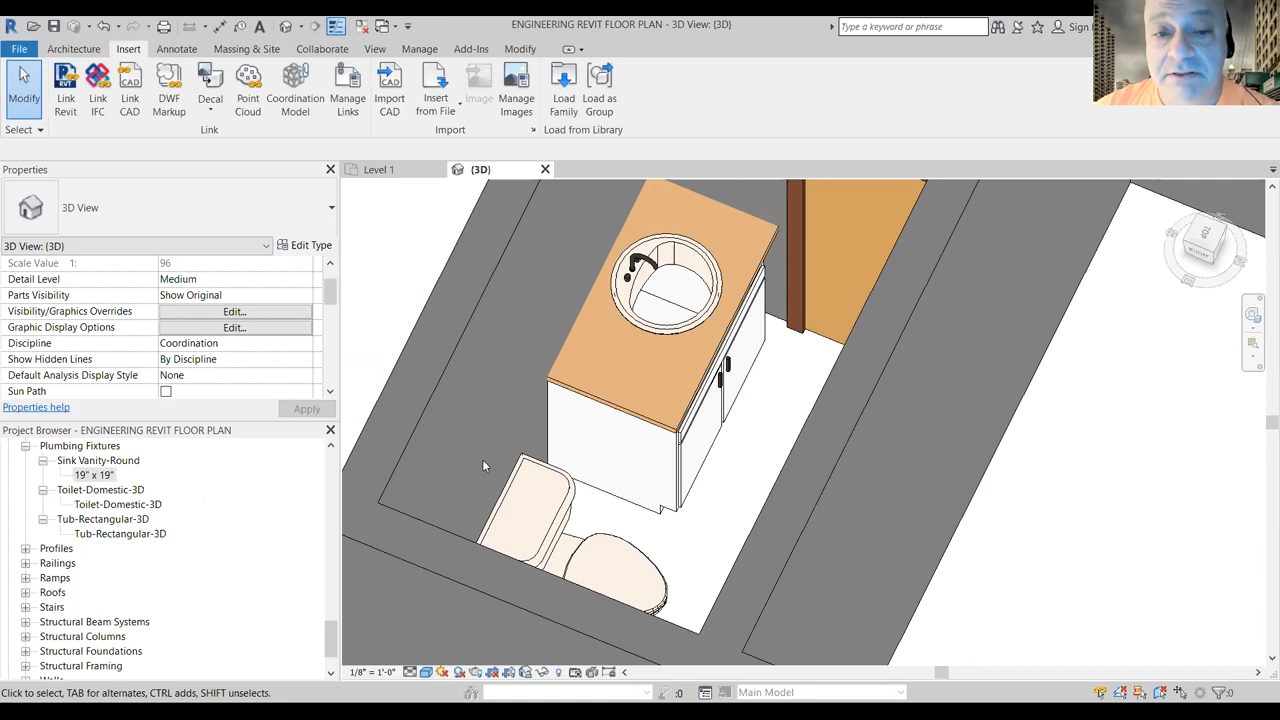 ENGINEERING REVIT FLOOR PLAN - 3D View: {3D}
Type a keyword or phrase
Sign
File
Architecture
Insert
Annotate
Massing & Site
Collaborate
View
Manage
Add-Ins
Modify
Modify
Link Revit
Link IFC
Link CAD
DWF Markup
Decal
Point Cloud
Coordination Model
Manage Links
Import CAD
Insert from File
Image
Manage Images
Load Family
Load as Group
Select
Link
Import
Load from Library
Properties
Level 1
{3D}
3D View
3D View: {3D}
Edit Type
Scale Value 1: 96
Detail Level Medium
Parts Visibility Show Original
Visibility/Graphics Overrides Edit...
Graphic Display Options Edit...
Discipline Coordination
Show Hidden Lines By Discipline
Default Analysis Display Style None
Sun Path
Properties help
Apply
TOP
Project Browser - ENGINEERING REVIT FLOOR PLAN
Plumbing Fixtures
Sink Vanity-Round
19" x 19"
Toilet-Domestic-3D
Toilet-Domestic-3D
Tub-Rectangular-3D
Tub-Rectangular-3D
Profiles
Railings
Ramps
Roofs
Stairs
Structural Beam Systems
Structural Columns
Structural Foundations
Structural Framing
1/8" = 1'-0"
Click to select, TAB for alternates, CTRL adds, SHIFT unselects.
:0
Main Model
:0